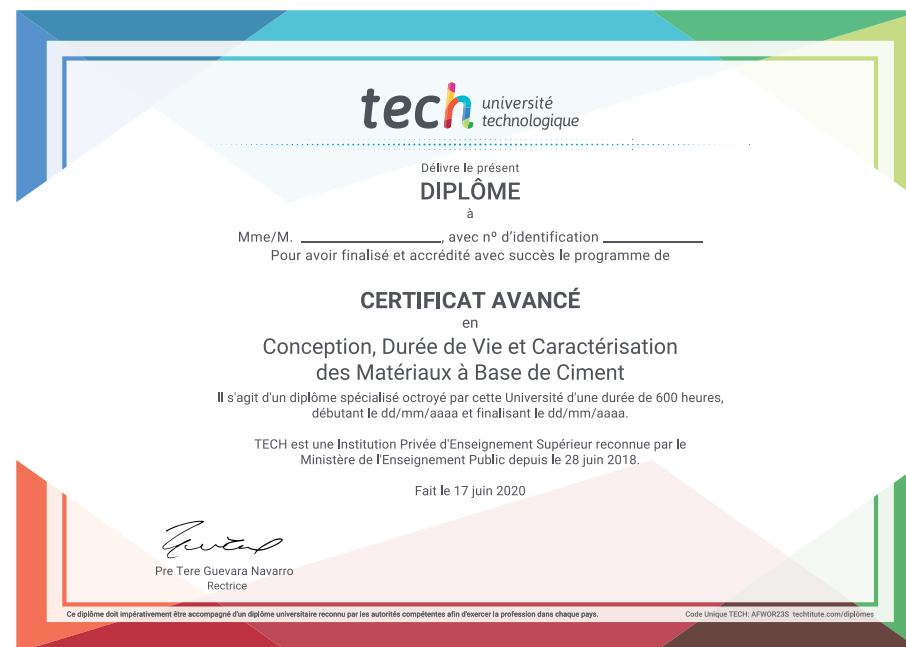 tech université
technologique
Délivre le présent
DIPLÔME
à
Mme/M. ____________________, avec nº d'identification ______________
Pour avoir finalisé et accrédité avec succès le programme de
CERTIFICAT AVANCÉ
en
Conception, Durée de Vie et Caractérisation
des Matériaux à Base de Ciment
Il s'agit d'un diplôme spécialisé octroyé par cette Université d'une durée de 600 heures,
débutant le dd/mm/aaaa et finalisant le dd/mm/aaaa.
TECH est une Institution Privée d'Enseignement Supérieur reconnue par le
Ministère de l'Enseignement Public depuis le 28 juin 2018.
Fait le 17 juin 2020
Pre Tere Guevara Navarro
Rectrice
Ce diplôme doit impérativement être accompagné d'un diplôme universitaire reconnu par les autorités compétentes afin d'exercer la profession dans chaque pays.
Code Unique TECH: AFWOR23S techtitute.com/diplômes